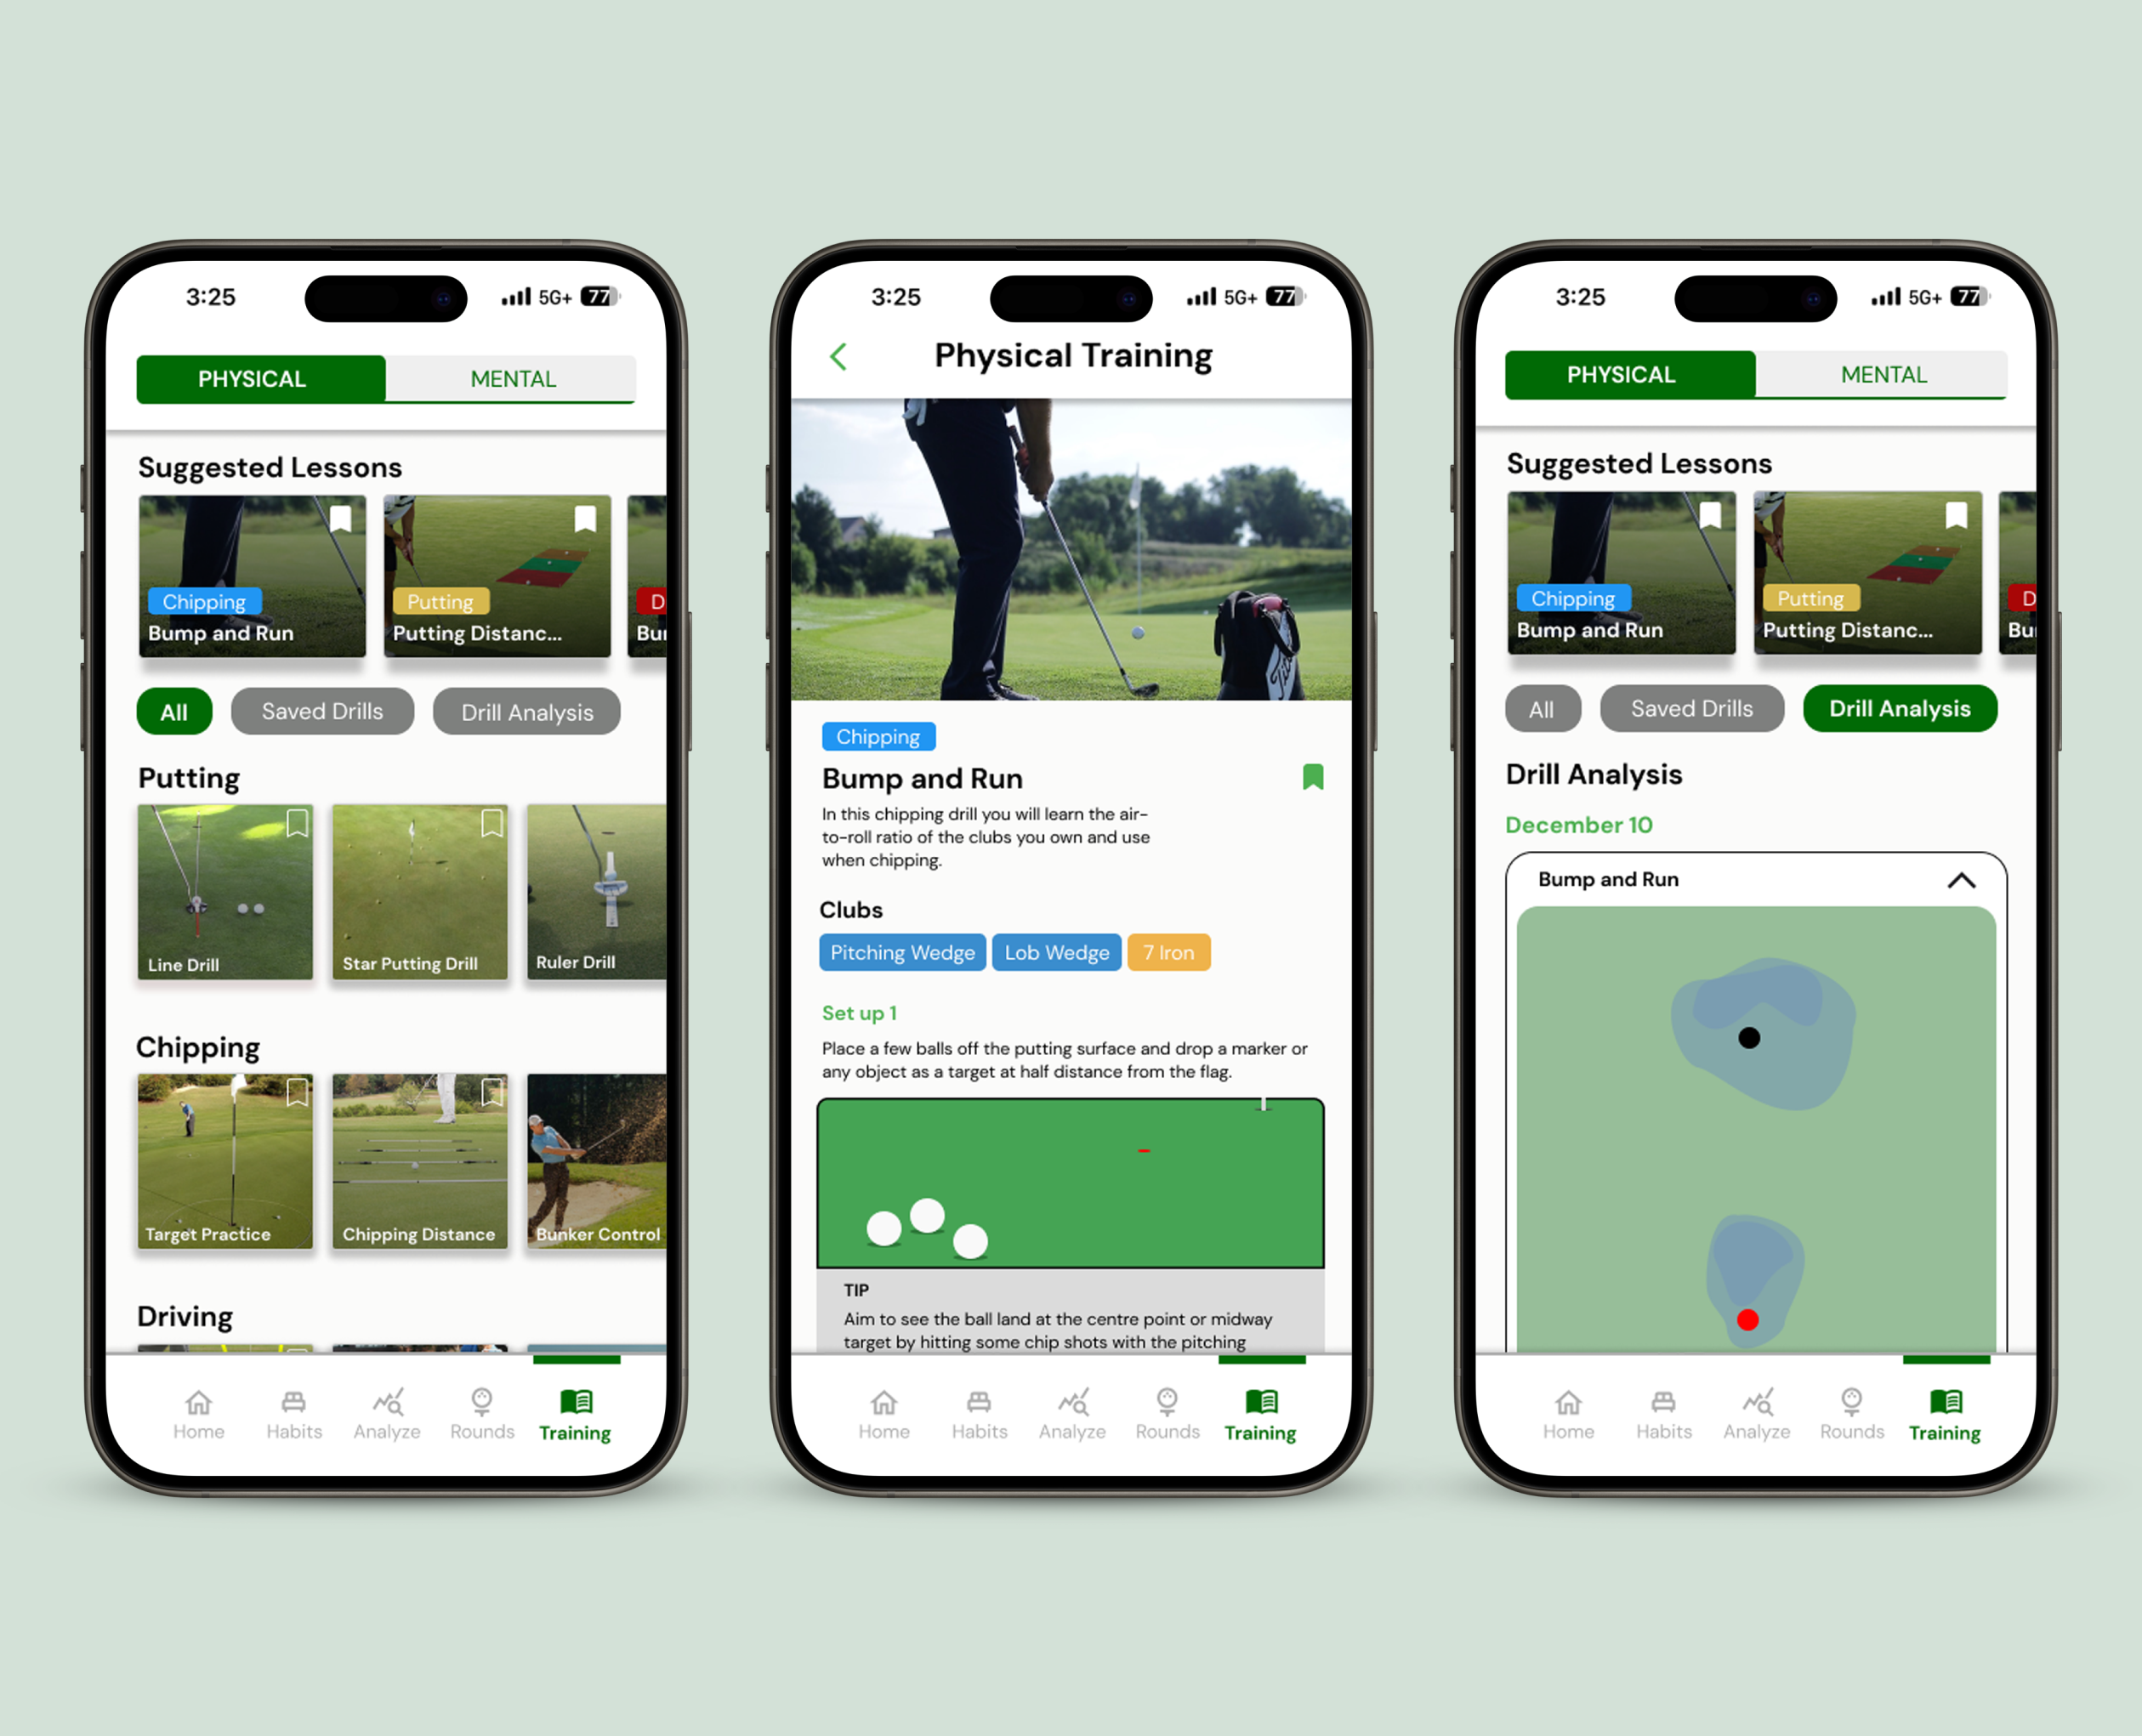 3:25
5G+
77
PHYSICAL
MENTAL
Suggested Lessons
Chipping
Bump and Run
Putting
Putting Distanc...
D
Bu
All
Saved Drills
Drill Analysis
Putting
Line Drill
Star Putting Drill
Ruler Drill
Chipping
Target Practice
Chipping Distance
Bunker Control
Driving
Home
Habits
Analyze
Rounds
Training
3:25
5G+
77
Physical Training
Chipping
Bump and Run
In this chipping drill you will learn the air-
to-roll ratio of the clubs you own and use
when chipping.
Clubs
Pitching Wedge
Lob Wedge
7 Iron
Set up 1
Place a few balls off the putting surface and drop a marker or
any object as a target at half distance from the flag.
TIP
Aim to see the ball land at the centre point or midway
target by hitting some chip shots with the pitching
Home
Habits
Analyze
Rounds
Training
3:25
5G+
77
PHYSICAL
MENTAL
Suggested Lessons
Chipping
Bump and Run
Putting
Putting Distanc...
D
Bu
All
Saved Drills
Drill Analysis
Drill Analysis
December 10
Bump and Run
Home
Habits
Analyze
Rounds
Training